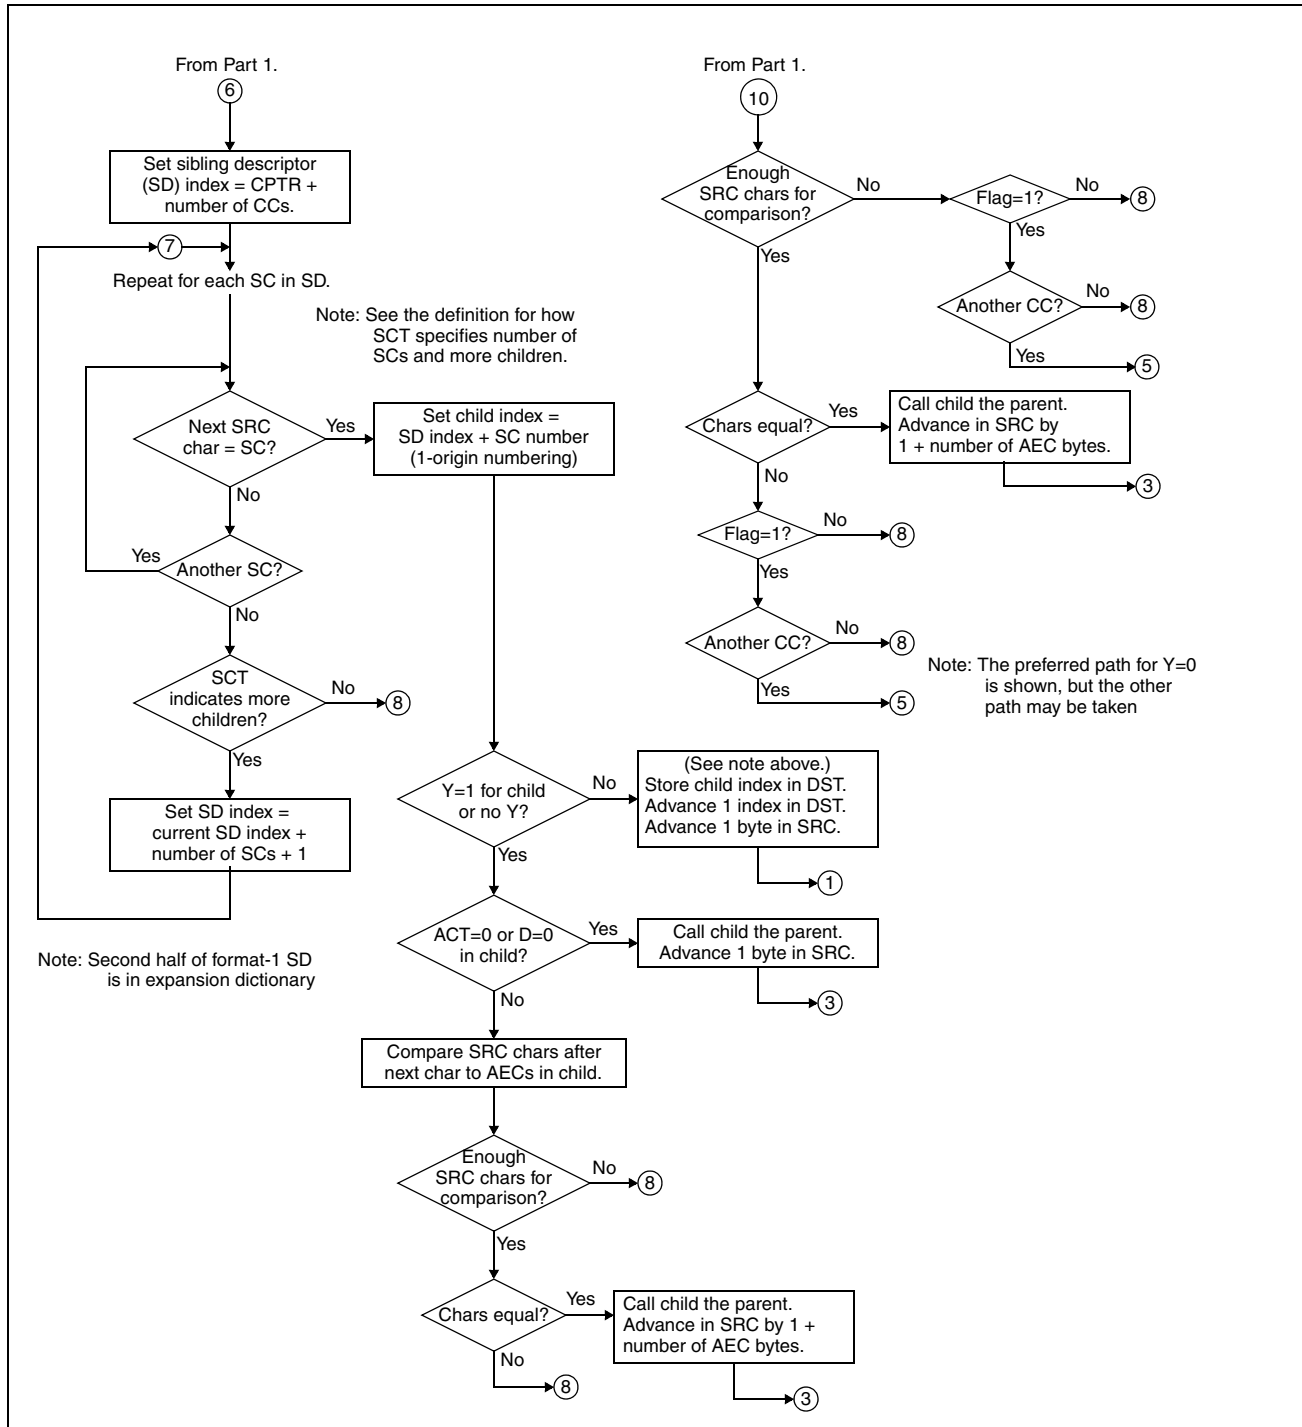 From Part 1.
6
Set sibling descriptor
(SD) index = CPTR +
number of CCs.
7
Repeat for each SC in SD.
Note: See the definition for how
SCT specifies number of
SCs and more children.
Next SRC
char = SC?
Yes
Set child index =
SD index + SC number
(1-origin numbering)
No
Another SC?
Yes
No
SCT
indicates more
children?
No
8
Yes
Set SD index =
current SD index +
number of SCs + 1
Note: Second half of format-1 SD
is in expansion dictionary
Y=1 for child
or no Y?
No
(See note above.)
Store child index in DST.
Advance 1 index in DST.
Advance 1 byte in SRC.
1
Yes
ACT=0 or D=0
in child?
Yes
Call child the parent.
Advance 1 byte in SRC.
3
No
Compare SRC chars after
next char to AECs in child.
Enough
SRC chars for
comparison?
No
8
Yes
Chars equal?
Yes
Call child the parent.
Advance in SRC by 1 +
number of AEC bytes.
3
No
8
From Part 1.
10
Enough
SRC chars for
comparison?
No
Flag=1?
No
8
Yes
Another CC?
No
8
Yes
5
Yes
Chars equal?
Yes
Call child the parent.
Advance in SRC by
1 + number of AEC bytes.
3
No
Flag=1?
No
8
Yes
Another CC?
No
8
Yes
5
Note: The preferred path for Y=0
is shown, but the other
path may be taken